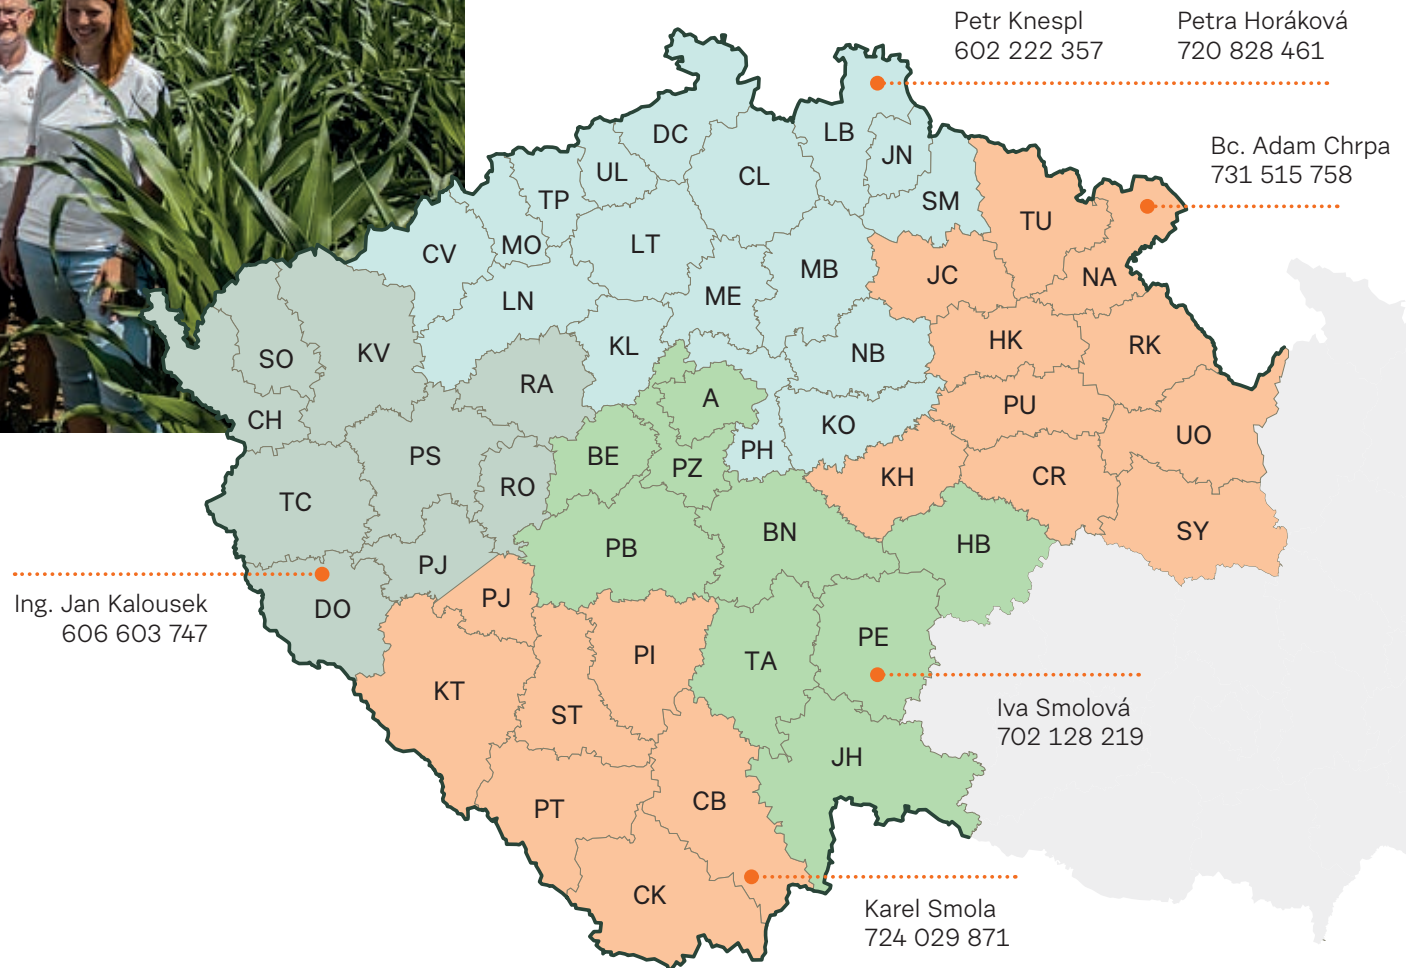 Petr Knespl
602 222 357
Petra Horáková
720 828 461
Bc. Adam Chrpa
731 515 758
DC
LB
JN
UL
CL
TP
SM
TU
CV
MO
LT
MB
JC
NA
LN
ME
SO
KV
KL
NB
HK
RK
RA
A
CH
PU
KO
UO
PS
BE
PZ
PH
RO
KH
CR
TC
PB
BN
HB
SY
PJ
PJ
DO
Ing. Jan Kalousek
606 603 747
PI
TA
PE
KT
ST
Iva Smolová
702 128 219
JH
PT
CB
CK
Karel Smola
724 029 871